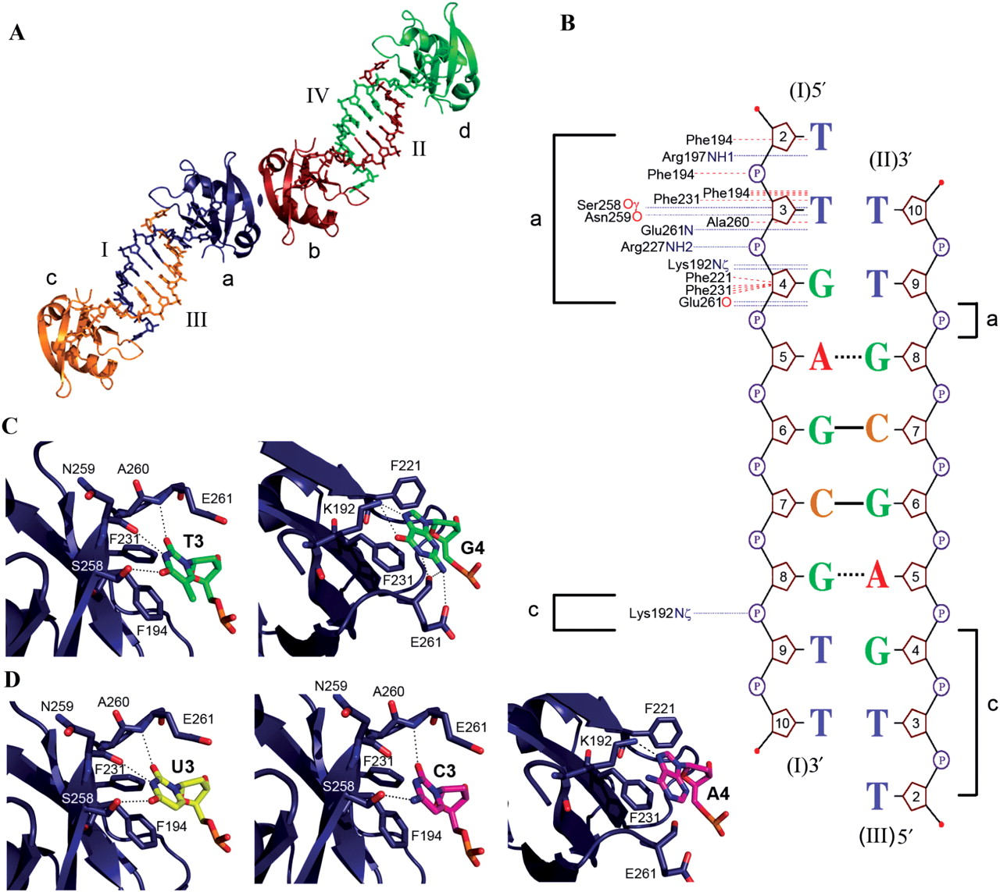 A
IV
II
d
I
b
a
c
III
B
(I)5′
(II)3′
a
Phe194
Arg197NH1
Phe194
Phe194
Phe231
Ser258Oγ
Asn259O
Ala260
Glu261N
Arg227NH2
Lys192Nζ
Phe221
Phe231
Glu261O
2 T
P
3 T T 10
P P
4 G T 9
P P
a
5 A G 8
P P
6 G C 7
P P
7 C G 6
P P
8 G A 5
c
Lys192Nζ
P P
9 T G 4
P P
10 T T 3
c
P
T 2
(I)3′
(III)5′
C
N259
A260
E261
F231
T3
S258
F194
F221
K192
G4
F231
E261
D
N259
A260
E261
F231
U3
S258
F194
N259
A260
E261
F231
C3
S258
F194
F221
K192
A4
F231
E261